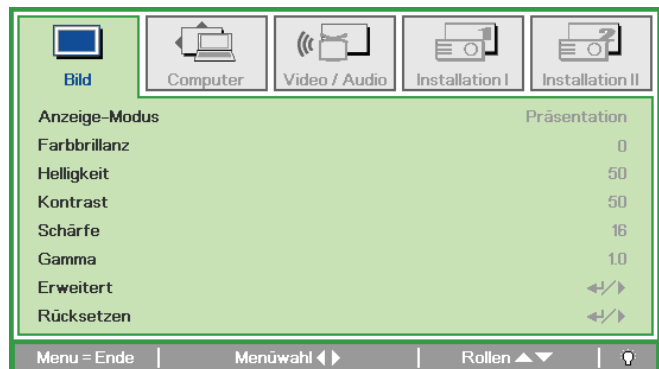 Bild
Computer
Video / Audio
Installation I
Installation II
Anzeige-Modus Präsentation
Farbbrillanz 0
Helligkeit 50
Kontrast 50
Schärfe 16
Gamma 1.0
Erweitert
Rücksetzen
Menu = Ende | Menüwahl | Rollen